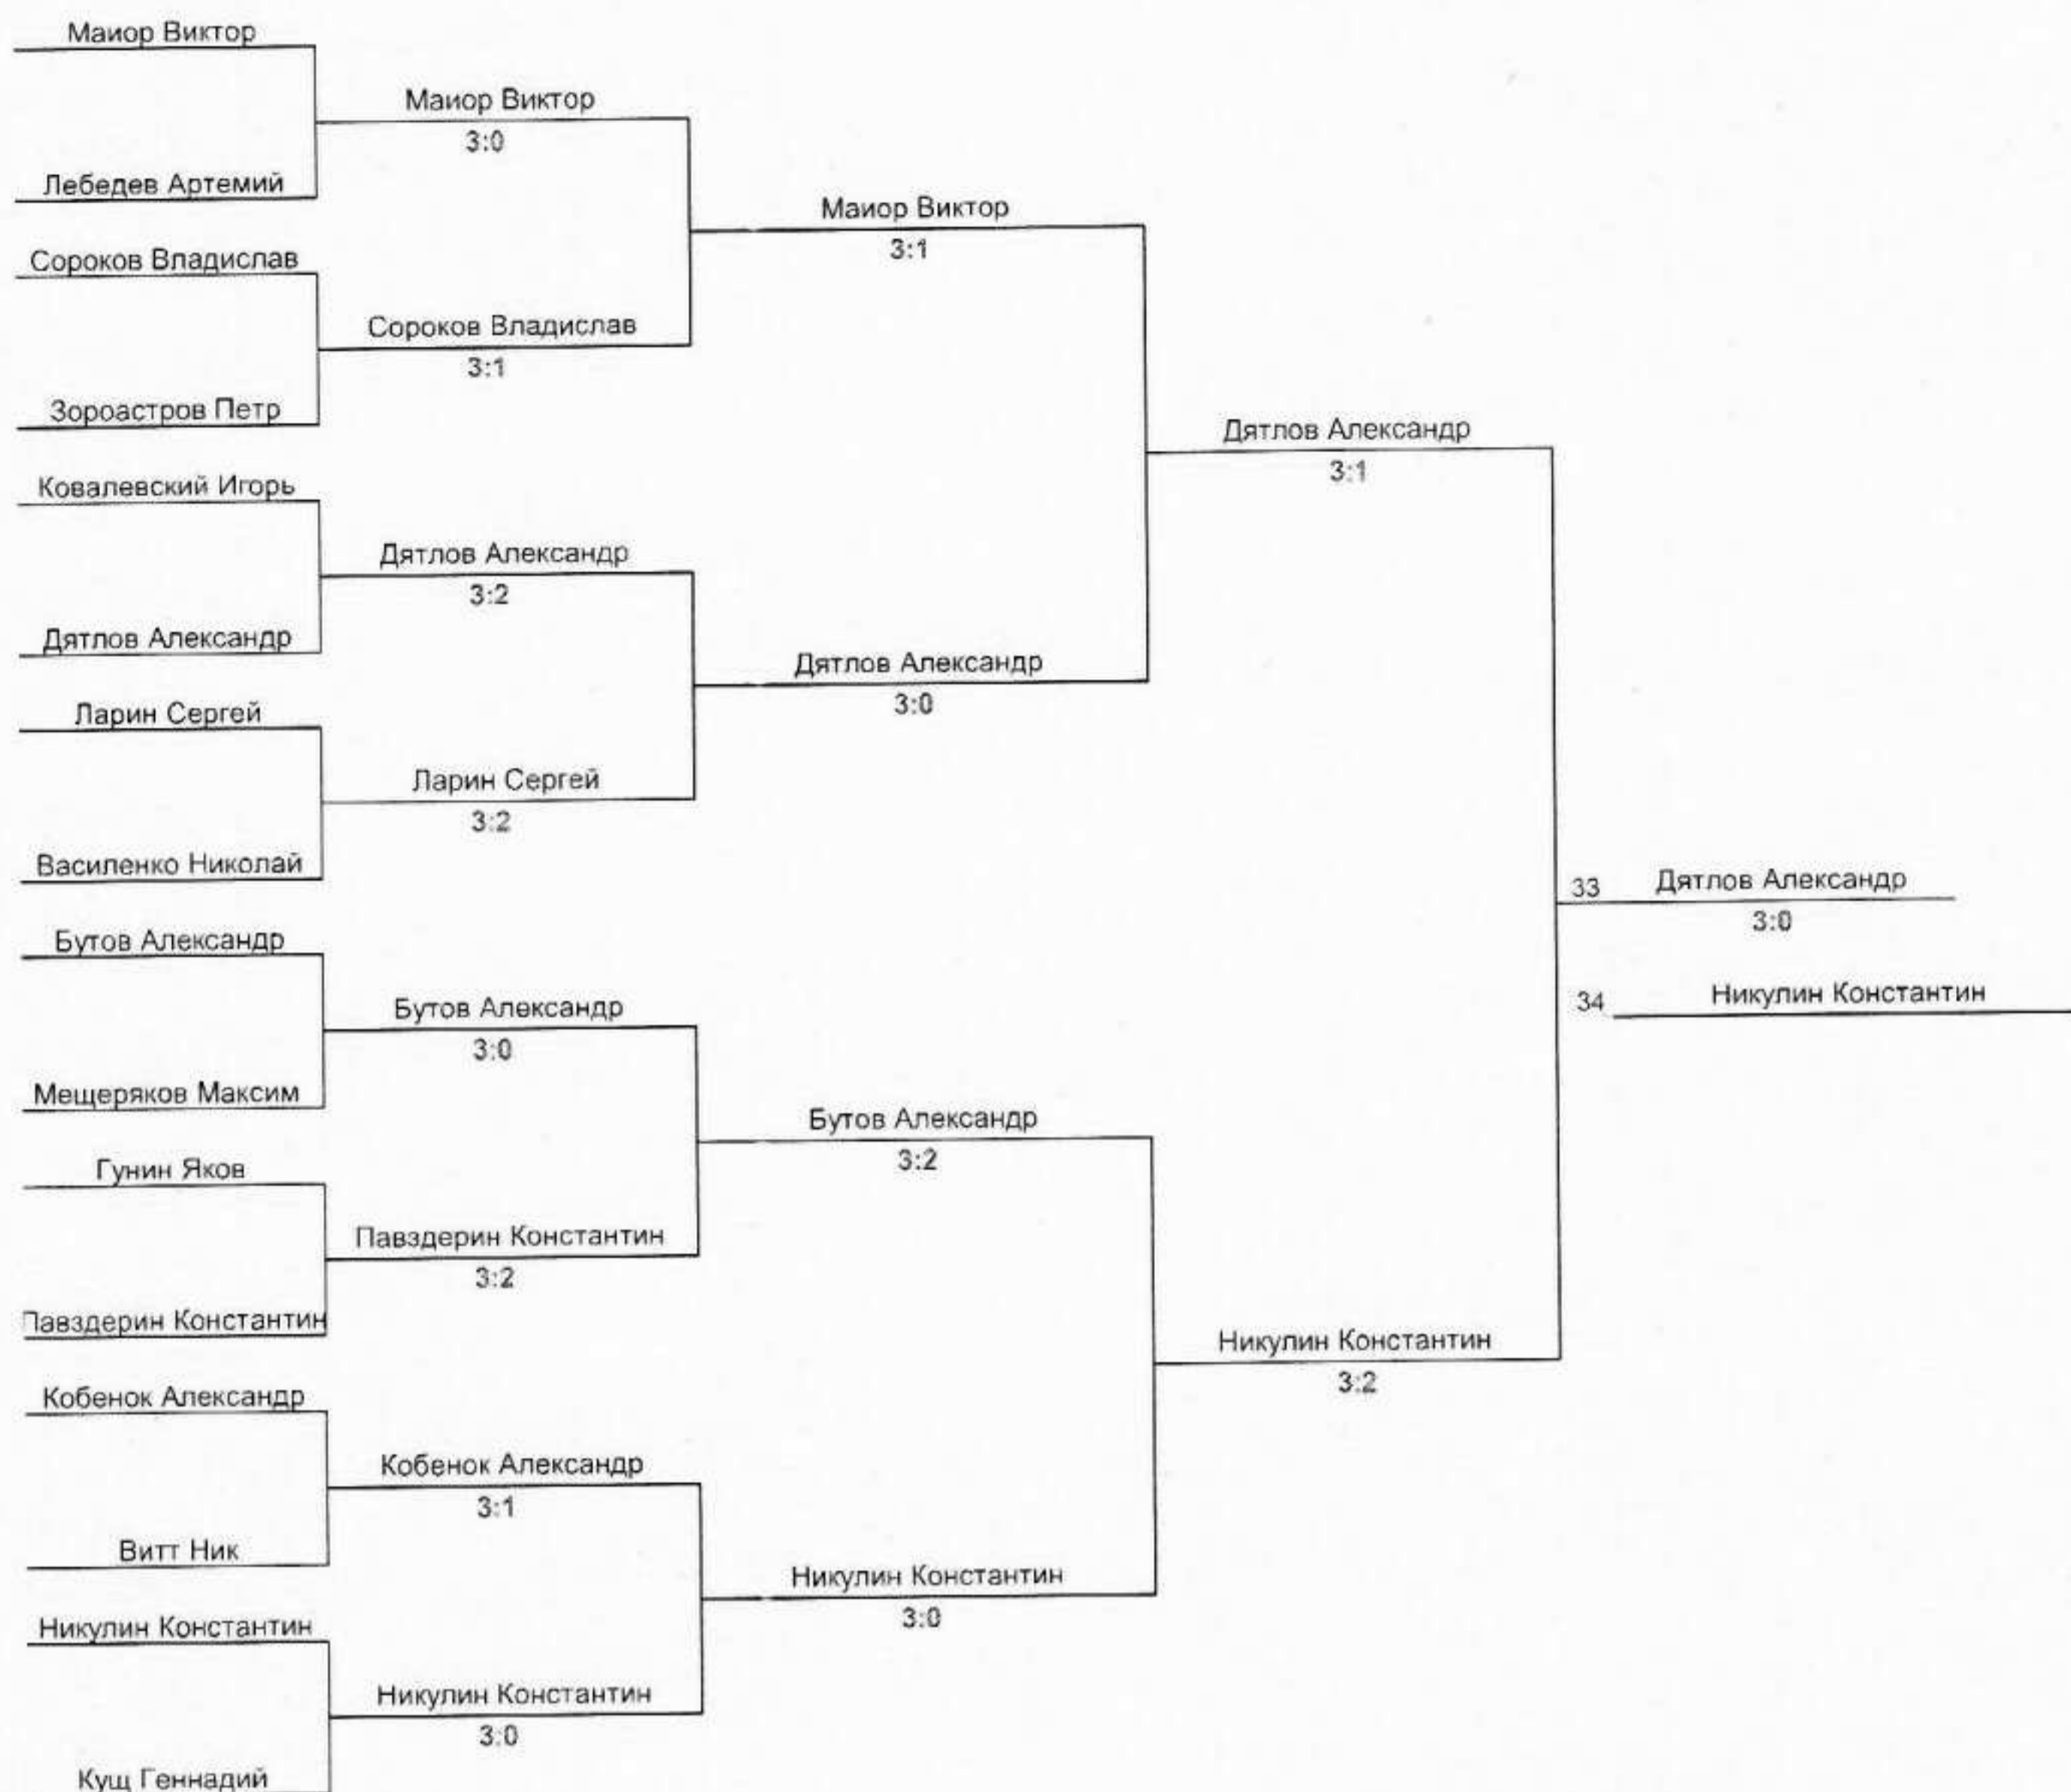 Маиор Виктор
Маиор Виктор
3:0
Лебедев Артемий
Маиор Виктор
3:1
Сороков Владислав
Сороков Владислав
3:1
Зороастров Петр
Дятлов Александр
3:1
Ковалевский Игорь
Дятлов Александр
3:2
Дятлов Александр
Дятлов Александр
3:0
Ларин Сергей
Ларин Сергей
3:2
Василенко Николай
33 Дятлов Александр
3:0
Бутов Александр
34 Никулин Константин
Бутов Александр
3:0
Мещеряков Максим
Бутов Александр
3:2
Гунин Яков
Павздерин Константин
3:2
Павздерин Константин
Никулин Константин
3:2
Кобенок Александр
Кобенок Александр
3:1
Витт Ник
Никулин Константин
3:0
Никулин Константин
Никулин Константин
3:0
Кущ Геннадий